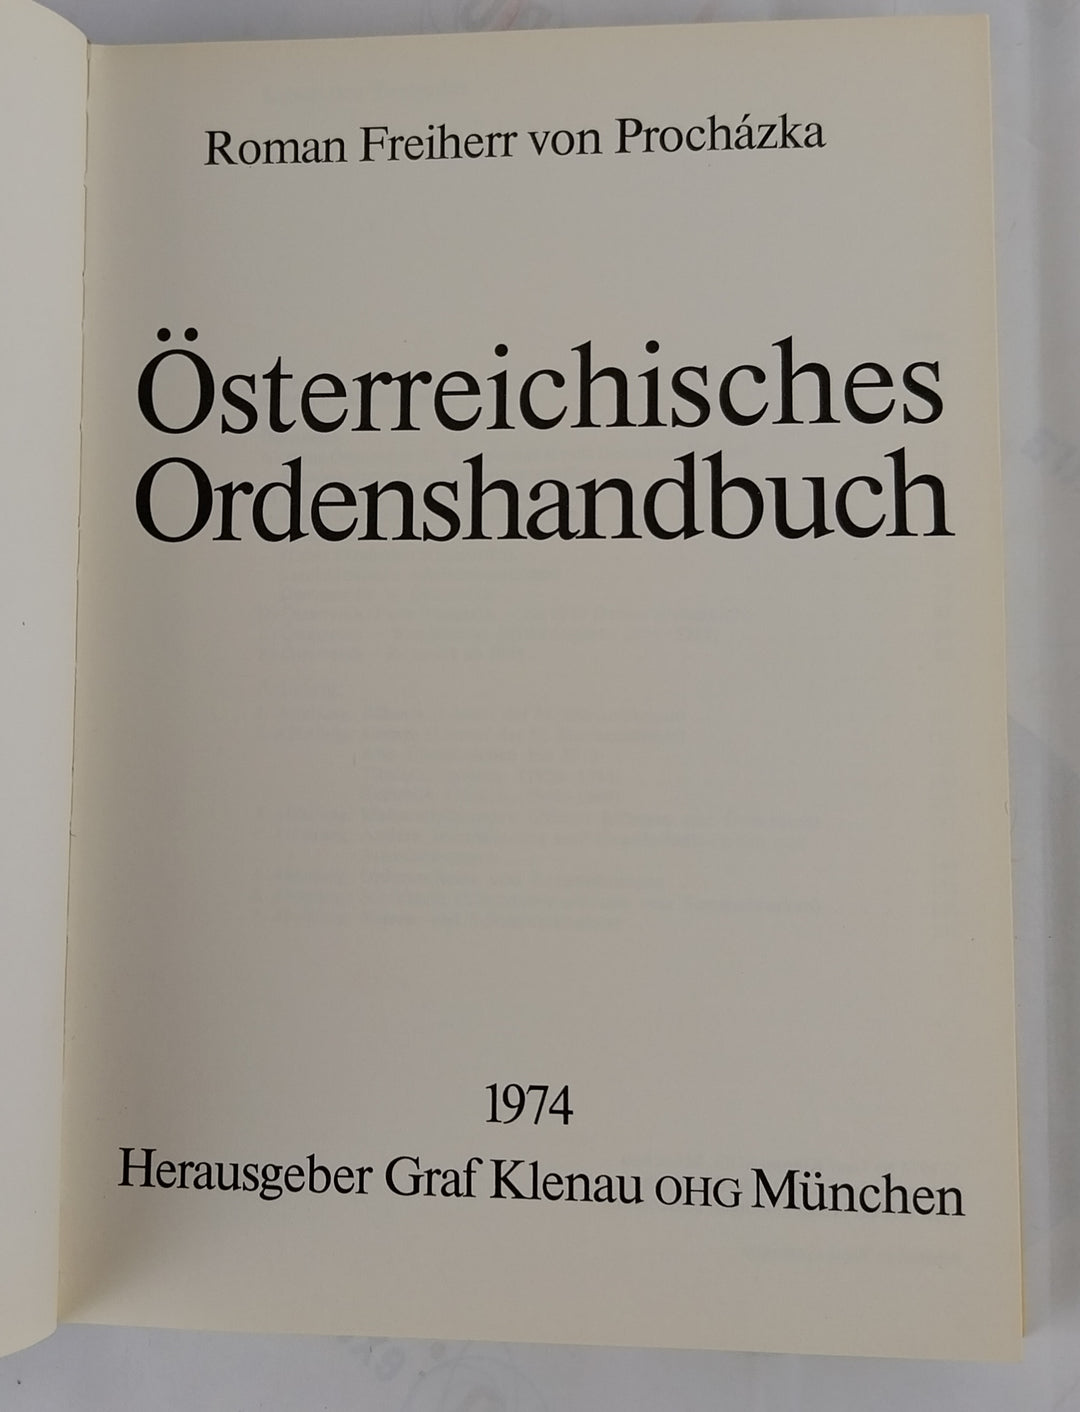 Roman Freiherr von Procházka
Österreichisches
Ordenshandbuch
1974
Herausgeber Graf Klenau OHG München